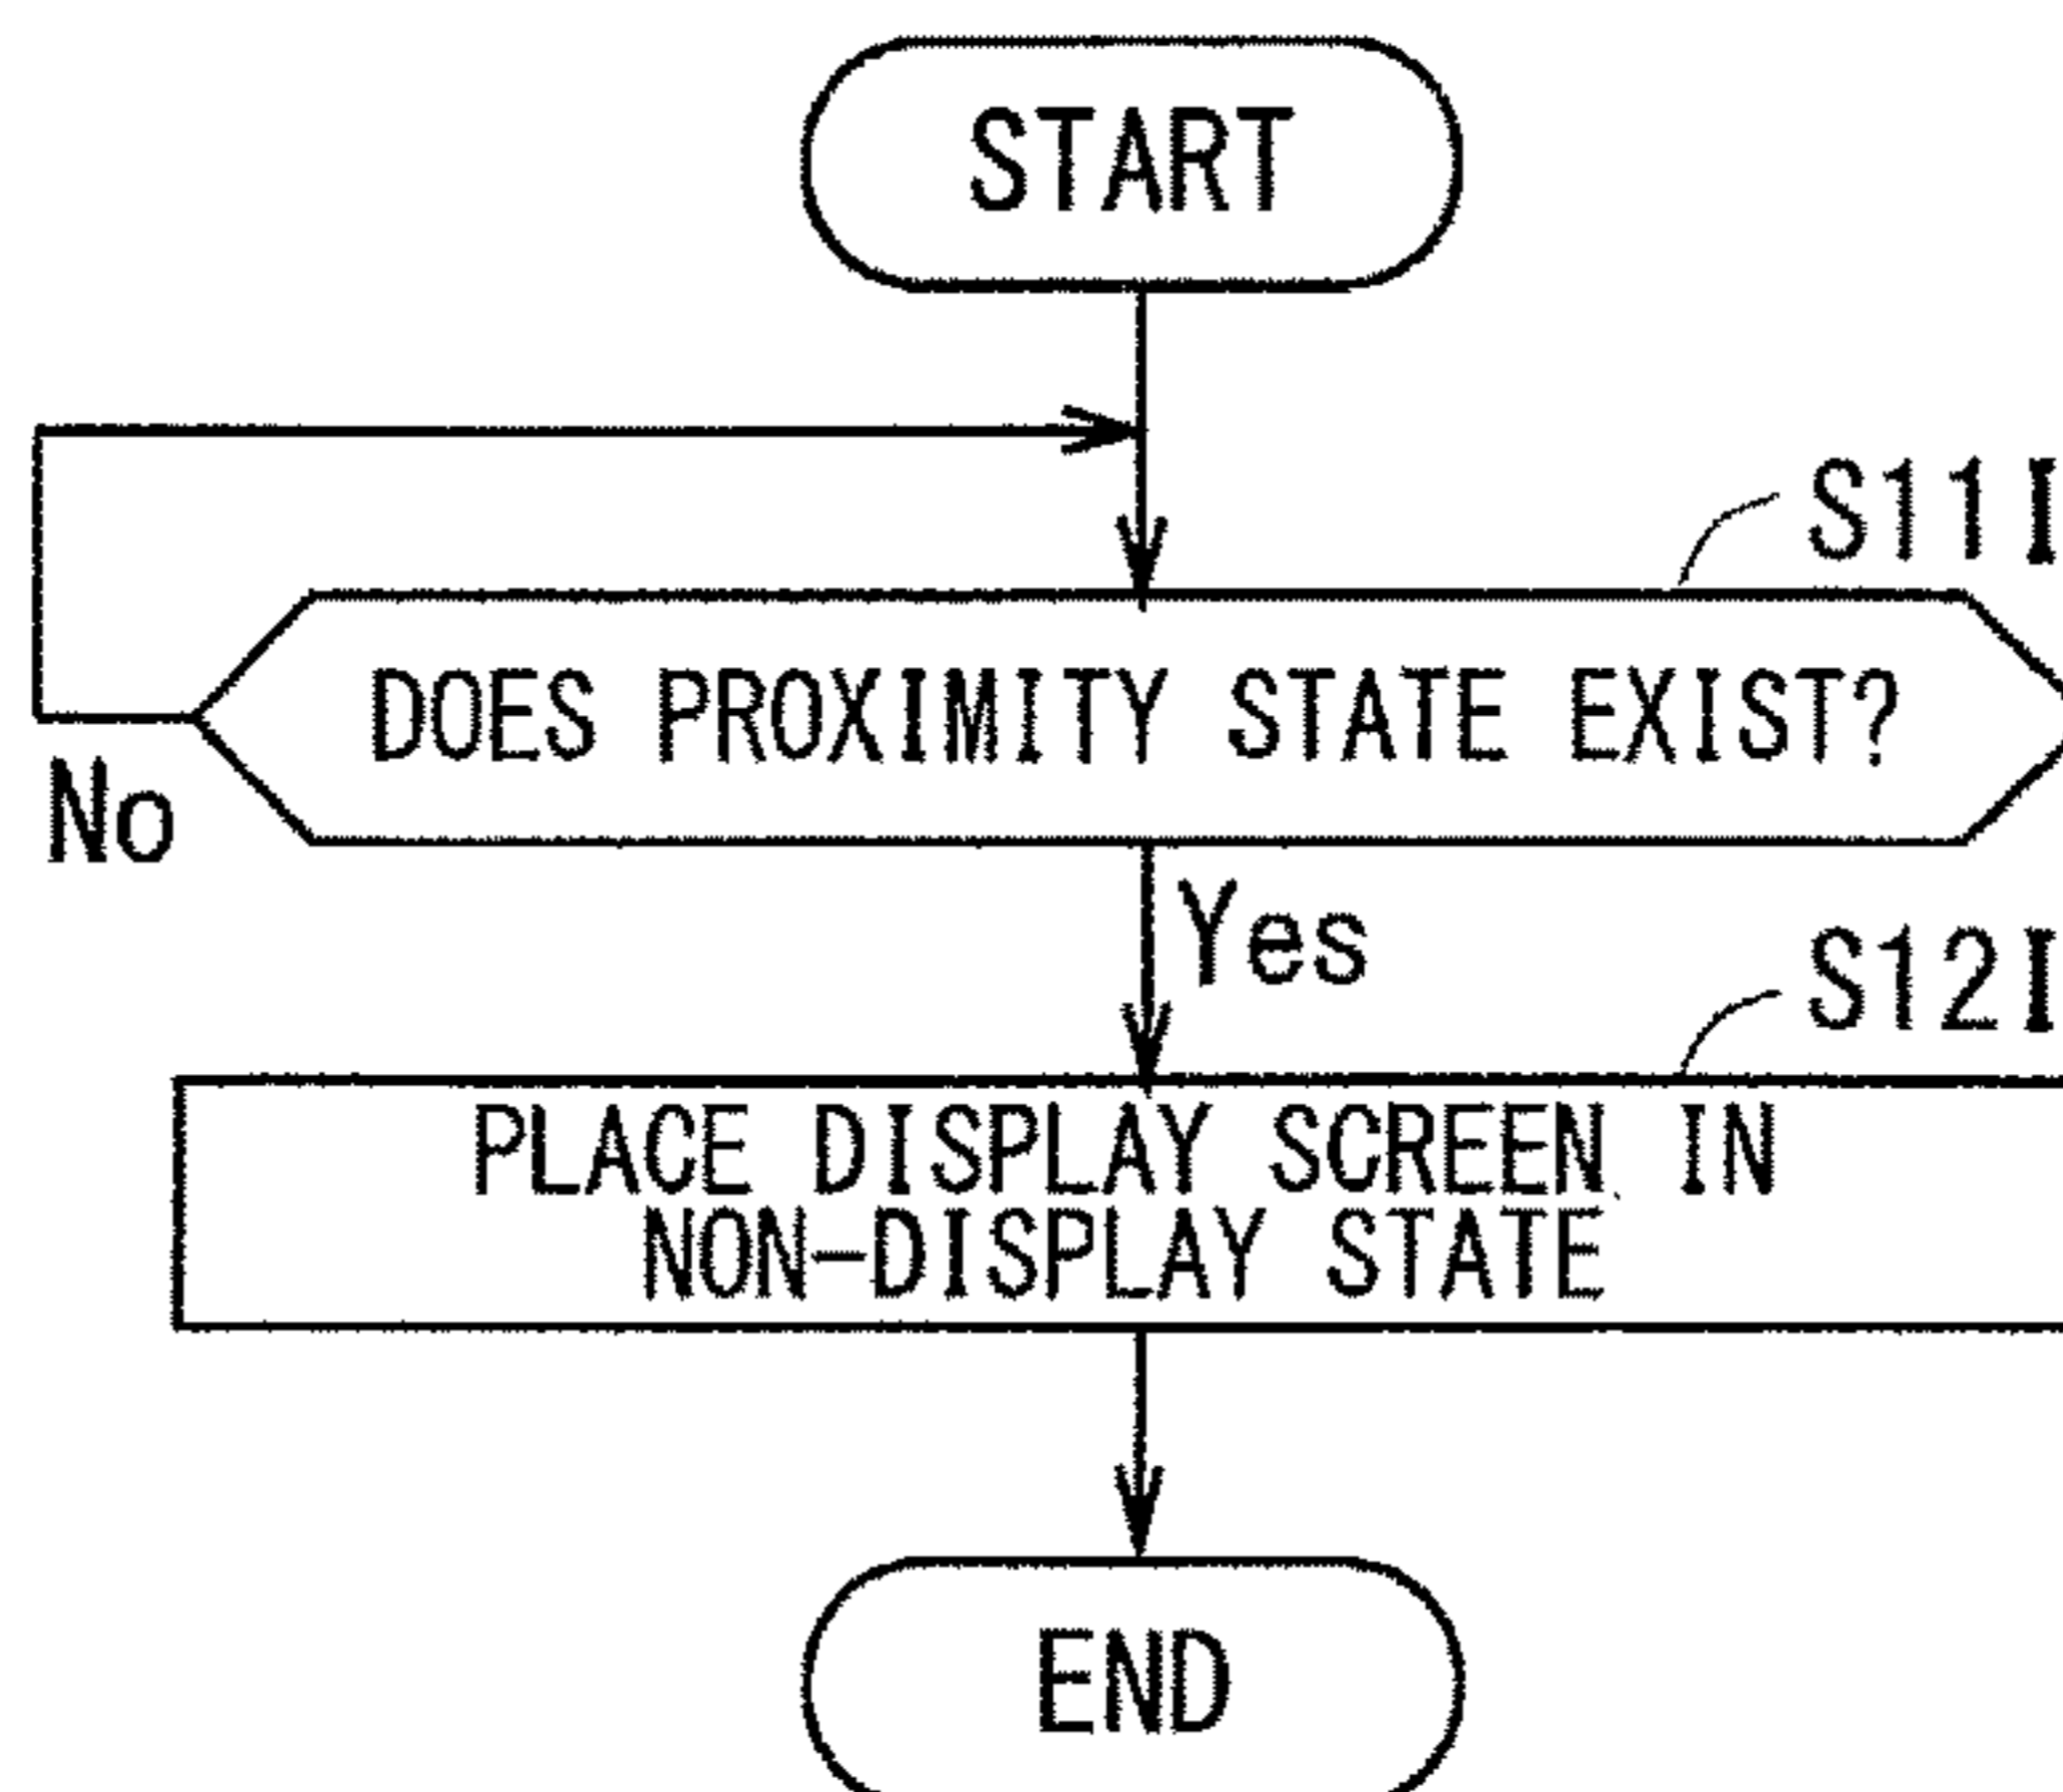 START
S11I
DOES PROXIMITY STATE EXIST?
No
Yes
S12I
PLACE DISPLAY SCREEN IN
NON-DISPLAY STATE
END